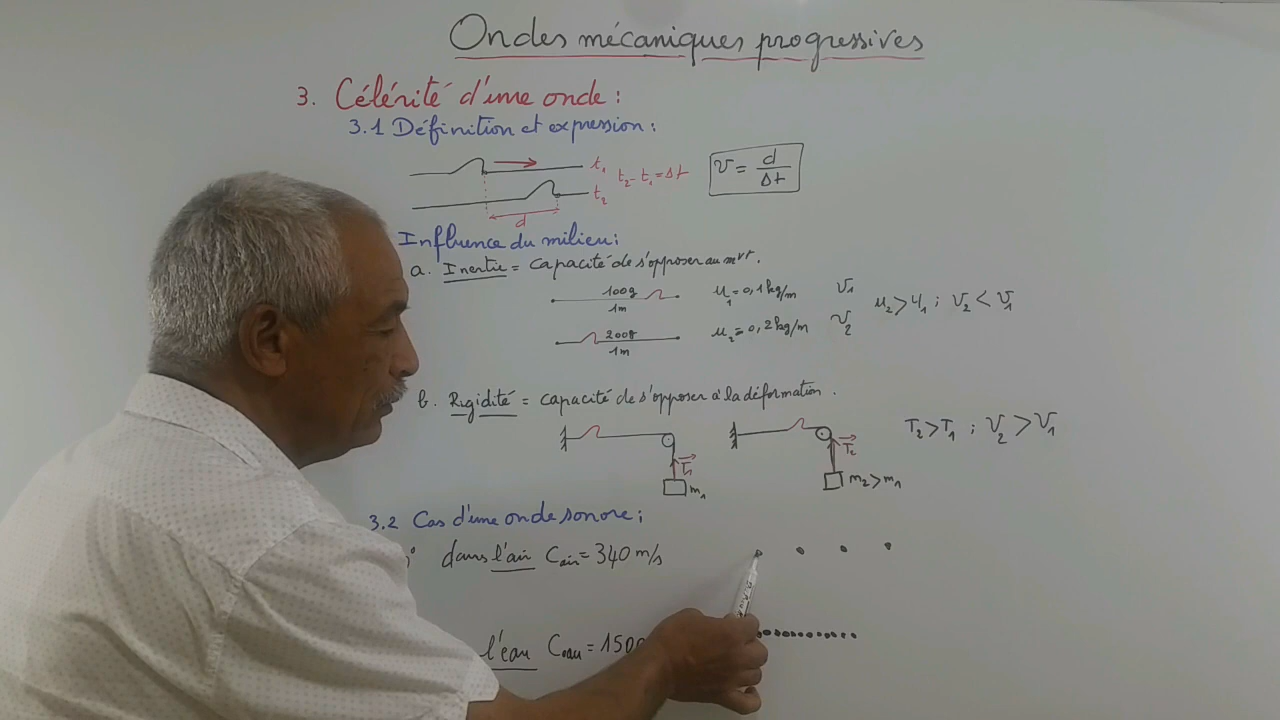 Ondes mécaniques progressives
3. Célérité d'une onde :
3.1 Définition et expression :
t₁
t₂ - t₁ = Δt
t₂
d
v = d/Δt
Influence du milieu :
a. Inertie = capacité de s'opposer au mvt.
100g
1m
μ₁ = 0,1 kg/m
v₁
200g
1m
μ₂ = 0,2 kg/m
v₂
μ₂ > μ₁ ; v₂ < v₁
b. Rigidité = capacité de s'opposer à la déformation.
T₁
m₁
T₂
m₂ > m₁
T₂ > T₁ ; v₂ > v₁
3.2 Cas d'une onde sonore ;
dans l'air Cair = 340 m/s
l'eau Ceau = 150